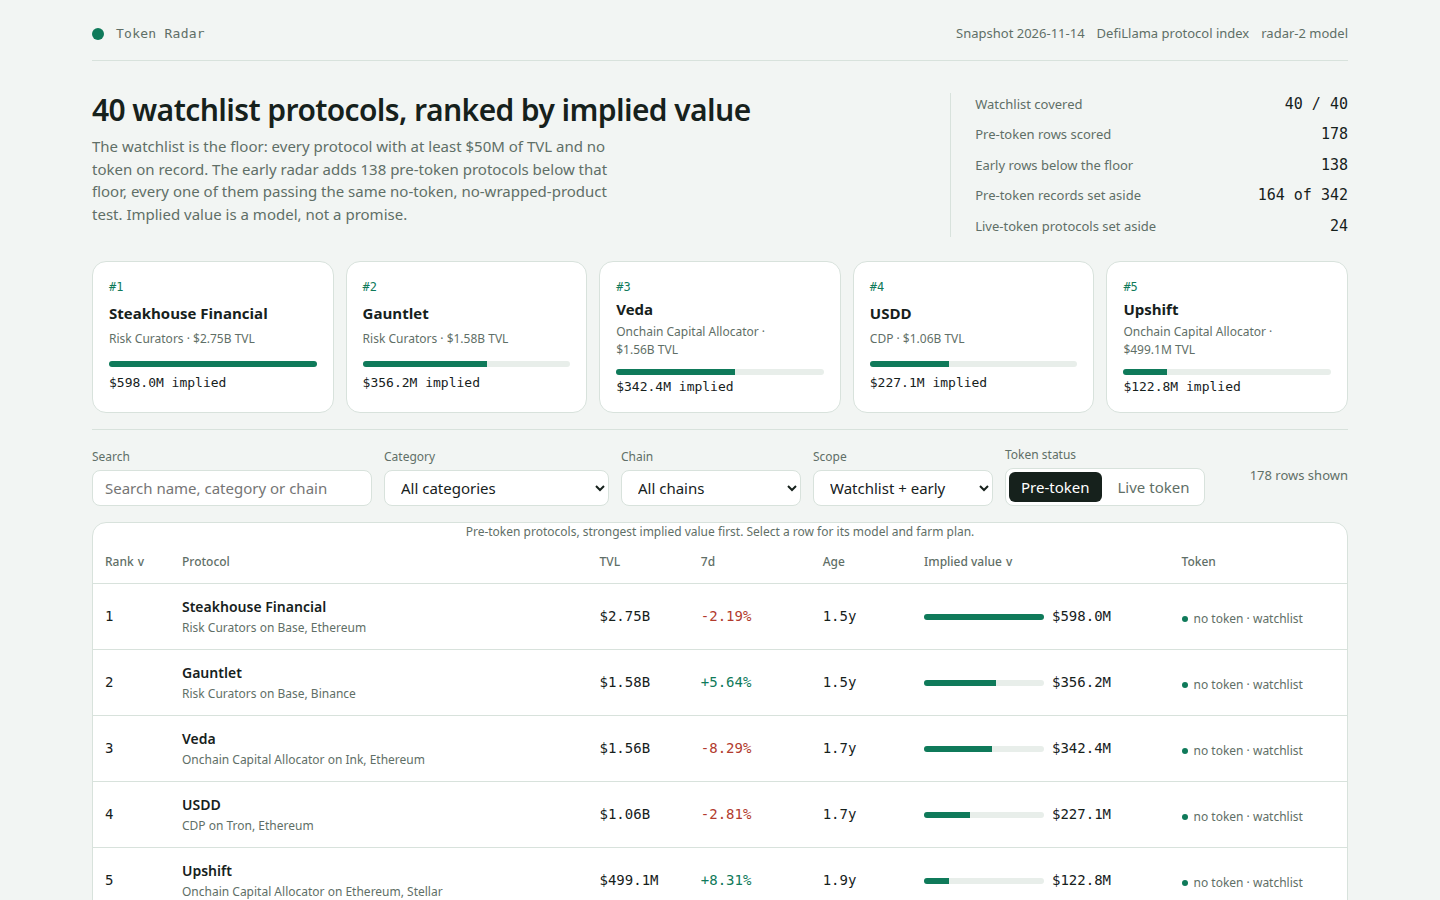 Token Radar
Snapshot 2026-11-14 DefiLlama protocol index radar-2 model
40 watchlist protocols, ranked by implied value
The watchlist is the floor: every protocol with at least $50M of TVL and no
token on record. The early radar adds 138 pre-token protocols below that
floor, every one of them passing the same no-token, no-wrapped-product
test. Implied value is a model, not a promise.
Watchlist covered 40 / 40
Pre-token rows scored 178
Early rows below the floor 138
Pre-token records set aside 164 of 342
Live-token protocols set aside 24
#1
Steakhouse Financial
Risk Curators · $2.75B TVL
$598.0M implied
#2
Gauntlet
Risk Curators · $1.58B TVL
$356.2M implied
#3
Veda
Onchain Capital Allocator ·
$1.56B TVL
$342.4M implied
#4
USDD
CDP · $1.06B TVL
$227.1M implied
#5
Upshift
Onchain Capital Allocator ·
$499.1M TVL
$122.8M implied
Search
Search name, category or chain
Category
All categories
Chain
All chains
Scope
Watchlist + early
Token status
Pre-token Live token
178 rows shown
Pre-token protocols, strongest implied value first. Select a row for its model and farm plan.
Rank v Protocol TVL 7d Age Implied value v Token
1 Steakhouse Financial $2.75B -2.19% 1.5y $598.0M no token · watchlist
Risk Curators on Base, Ethereum
2 Gauntlet $1.58B +5.64% 1.5y $356.2M no token · watchlist
Risk Curators on Base, Binance
3 Veda $1.56B -8.29% 1.7y $342.4M no token · watchlist
Onchain Capital Allocator on Ink, Ethereum
4 USDD $1.06B -2.81% 1.7y $227.1M no token · watchlist
CDP on Tron, Ethereum
5 Upshift $499.1M +8.31% 1.9y $122.8M no token · watchlist
Onchain Capital Allocator on Ethereum, Stellar